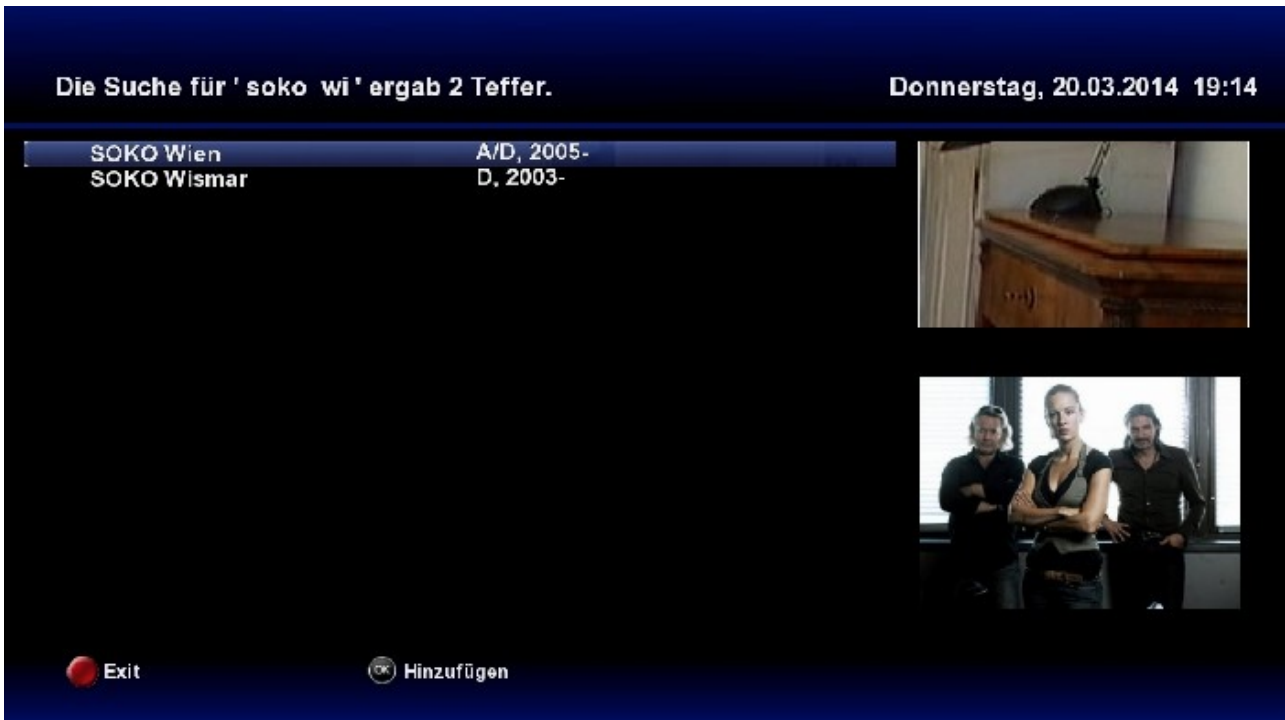 Die Suche für ' soko wi ' ergab 2 Teffer.
Donnerstag, 20.03.2014 19:14
SOKO Wien A/D, 2005-
SOKO Wismar D, 2003-
Exit
OK Hinzufügen